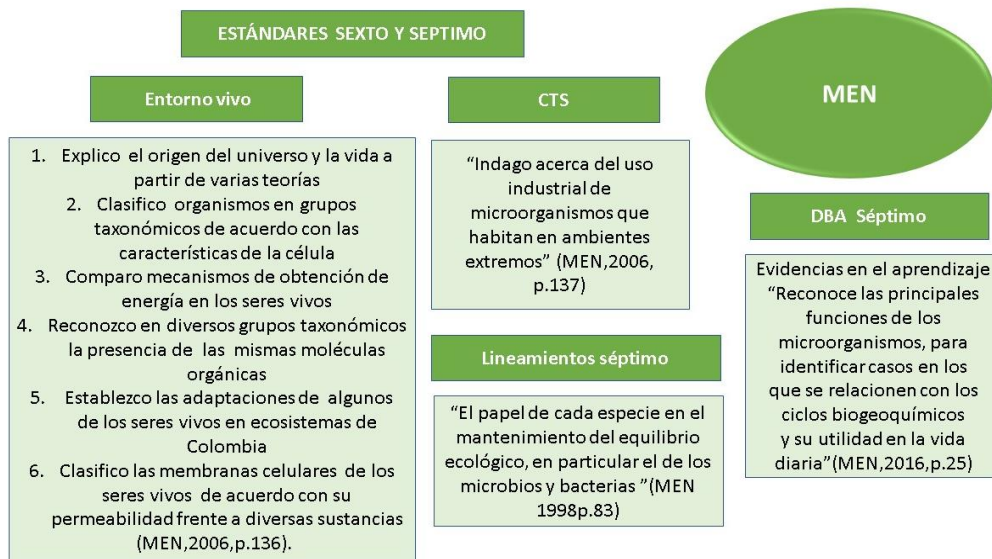 ESTÁNDARES SEXTO Y SEPTIMO
Entorno vivo
1. Explico el origen del universo y la vida a
partir de varias teorías
2. Clasifico organismos en grupos
taxonómicos de acuerdo con las
características de la célula
3. Comparo mecanismos de obtención de
energía en los seres vivos
4. Reconozco en diversos grupos taxonómicos
la presencia de las mismas moléculas
orgánicas
5. Establezco las adaptaciones de algunos
de los seres vivos en ecosistemas de
Colombia
6. Clasifico las membranas celulares de los
seres vivos de acuerdo con su
permeabilidad frente a diversas sustancias
(MEN,2006,p.136).
CTS
“Indago acerca del uso
industrial de
microorganismos que
habitan en ambientes
extremos” (MEN,2006,
p.137)
Lineamientos séptimo
“El papel de cada especie en el
mantenimiento del equilibrio
ecológico, en particular el de los
microbios y bacterias ”(MEN
1998p.83)
MEN
DBA Séptimo
Evidencias en el aprendizaje
“Reconoce las principales
funciones de los
microorganismos, para
identificar casos en los
que se relacionen con los
ciclos biogeoquímicos
y su utilidad en la vida
diaria”(MEN,2016,p.25)